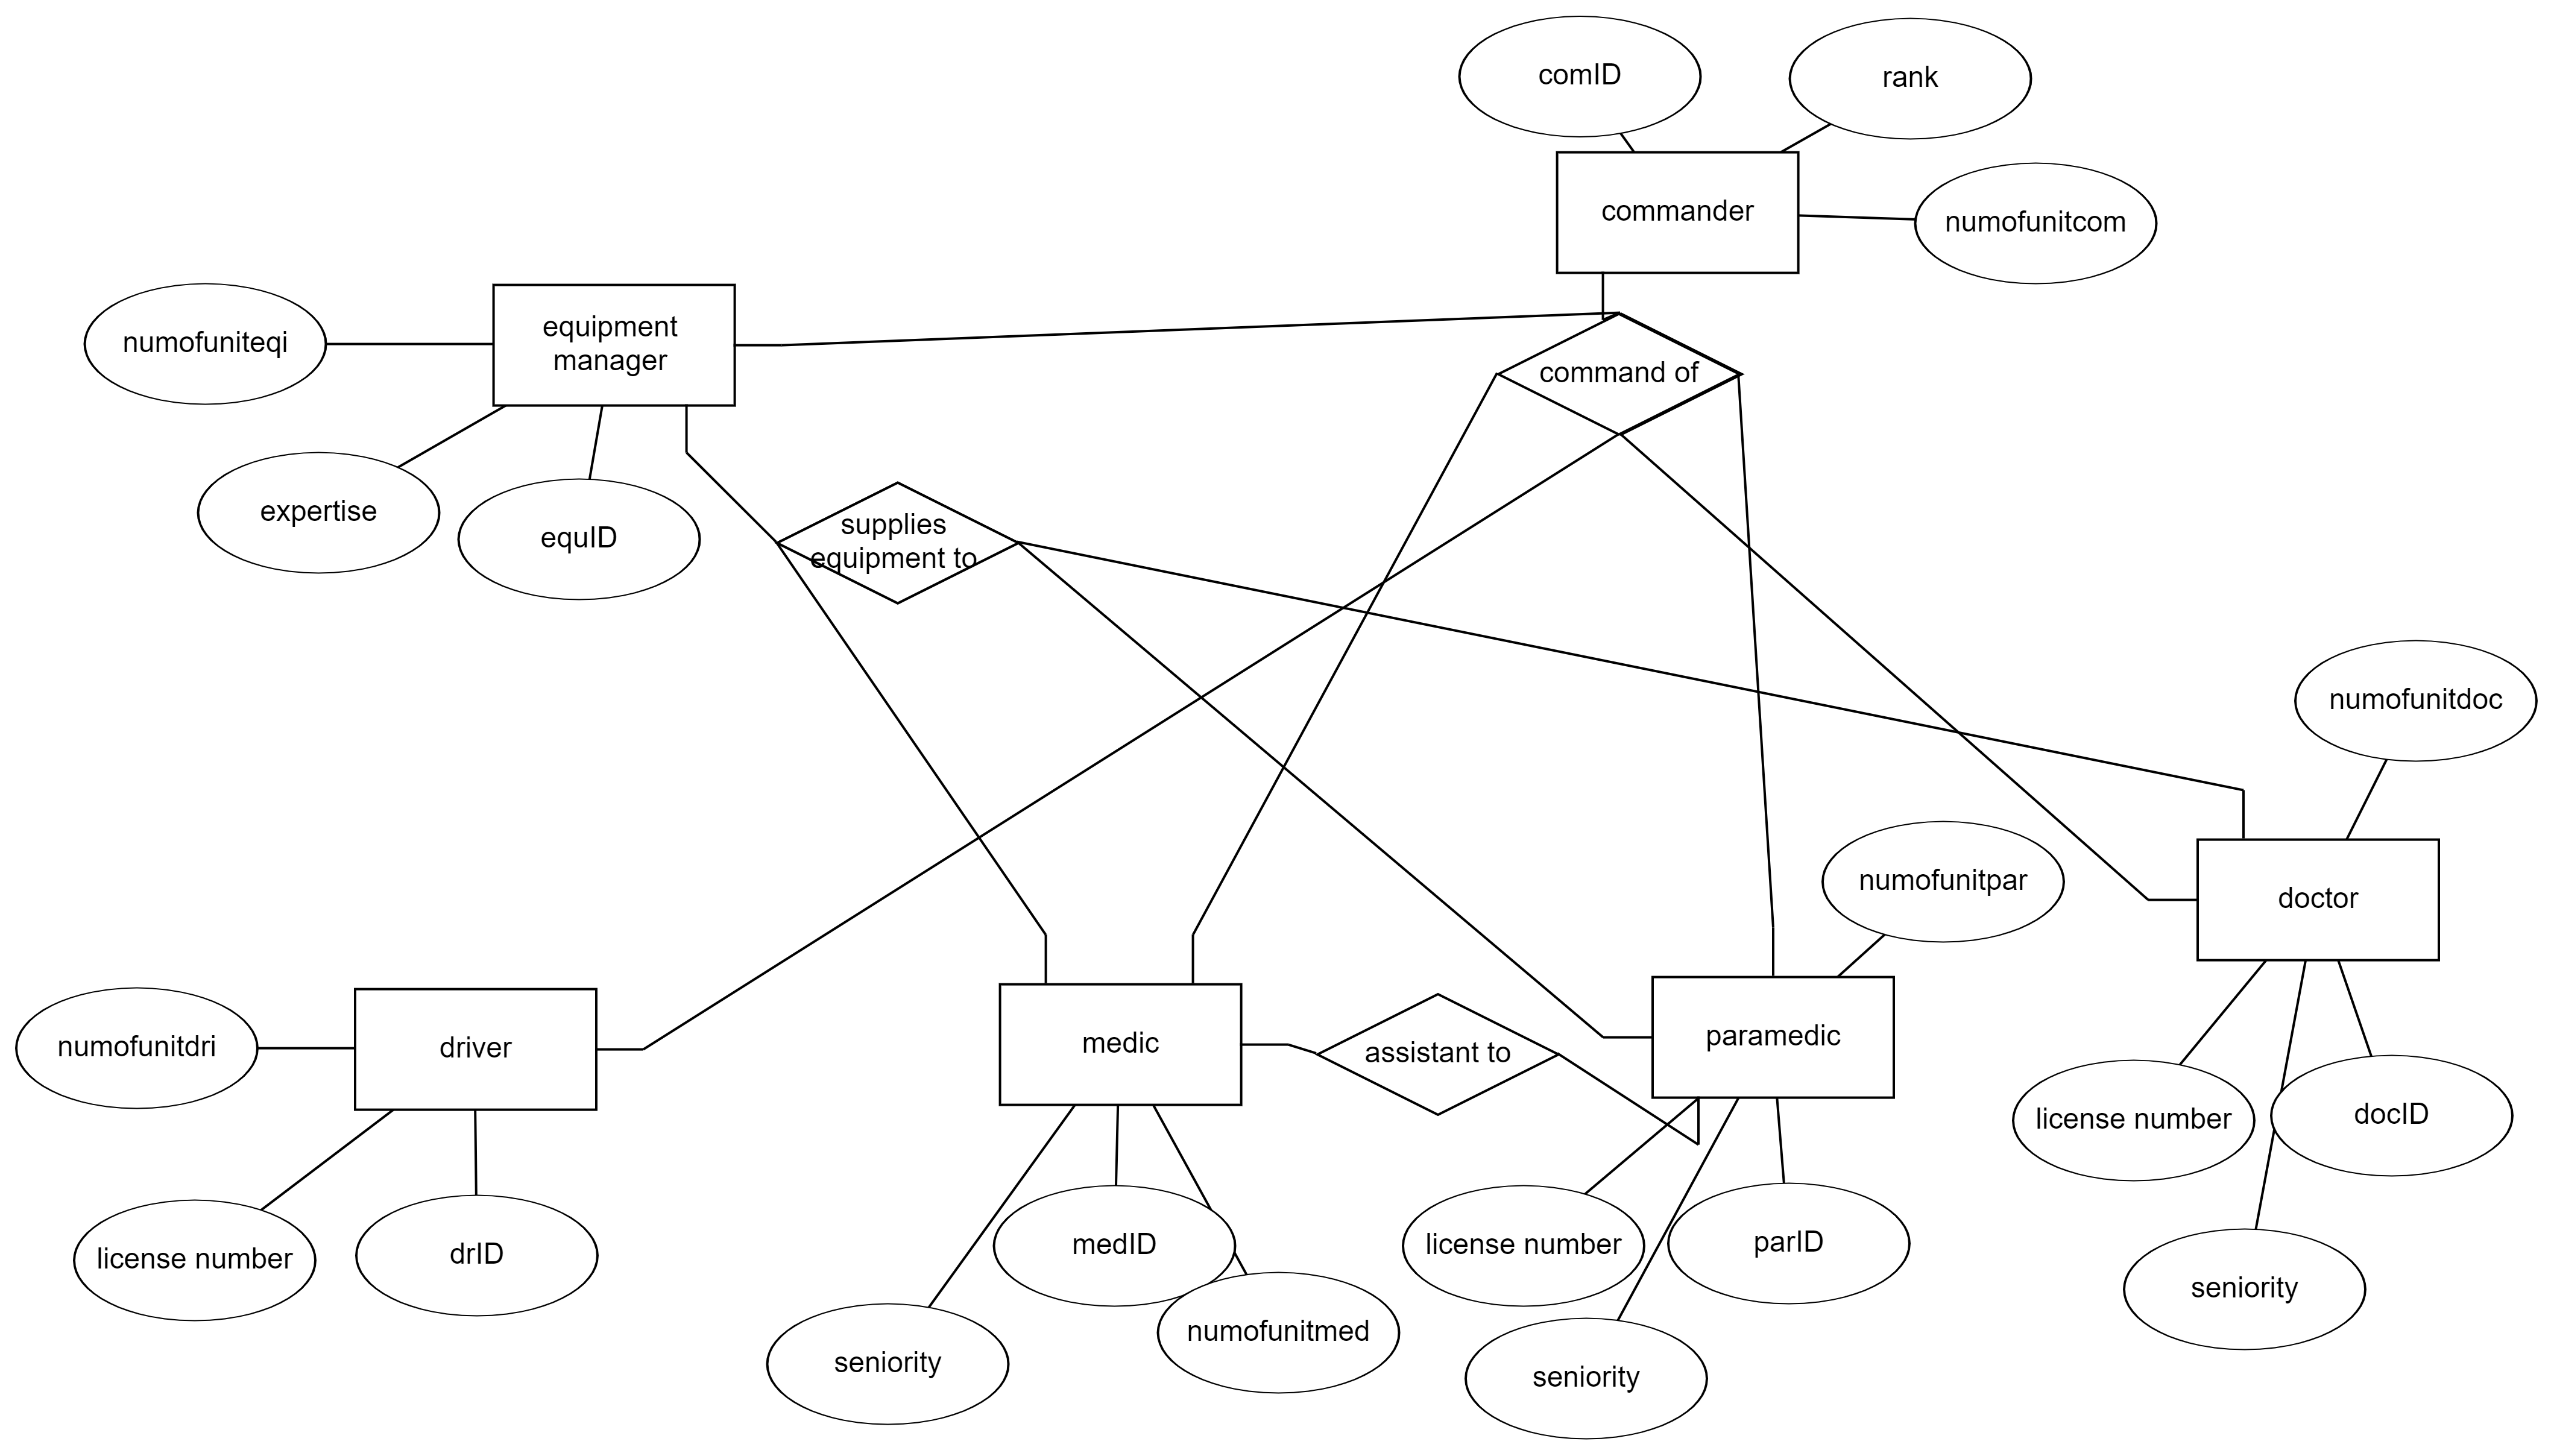 comID
rank
commander
numofunitcom
equipment
manager
numofuniteqi
command of
expertise
equID
supplies
equipment to
numofunitdoc
numofunitpar
doctor
numofunitdri
driver
medic
assistant to
paramedic
license number
docID
license number
drID
medID
license number
parID
seniority
numofunitmed
seniority
seniority